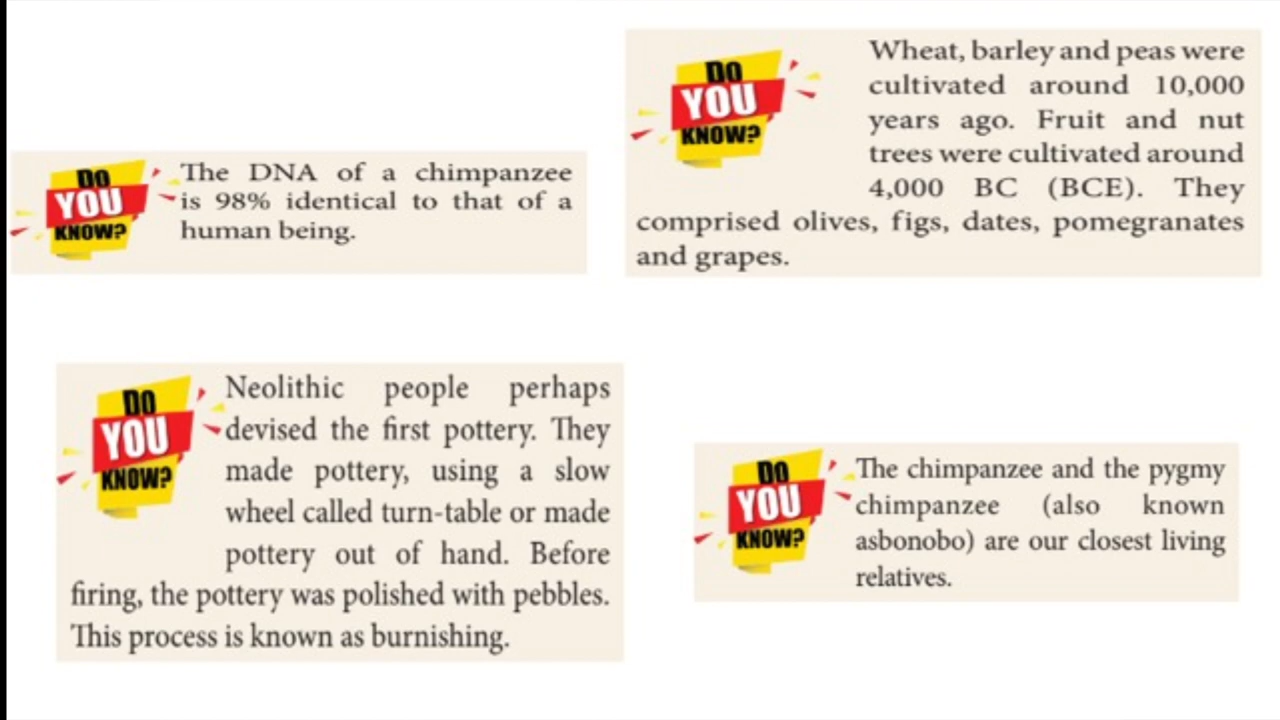 DO
YOU
KNOW?
The DNA of a chimpanzee
is 98% identical to that of a
human being.
DO
YOU
KNOW?
Wheat, barley and peas were
cultivated around 10,000
years ago. Fruit and nut
trees were cultivated around
4,000 BC (BCE). They
comprised olives, figs, dates, pomegranates
and grapes.
DO
YOU
KNOW?
Neolithic people perhaps
devised the first pottery. They
made pottery, using a slow
wheel called turn-table or made
pottery out of hand. Before
firing, the pottery was polished with pebbles.
This process is known as burnishing.
DO
YOU
KNOW?
The chimpanzee and the pygmy
chimpanzee (also known
asbonobo) are our closest living
relatives.